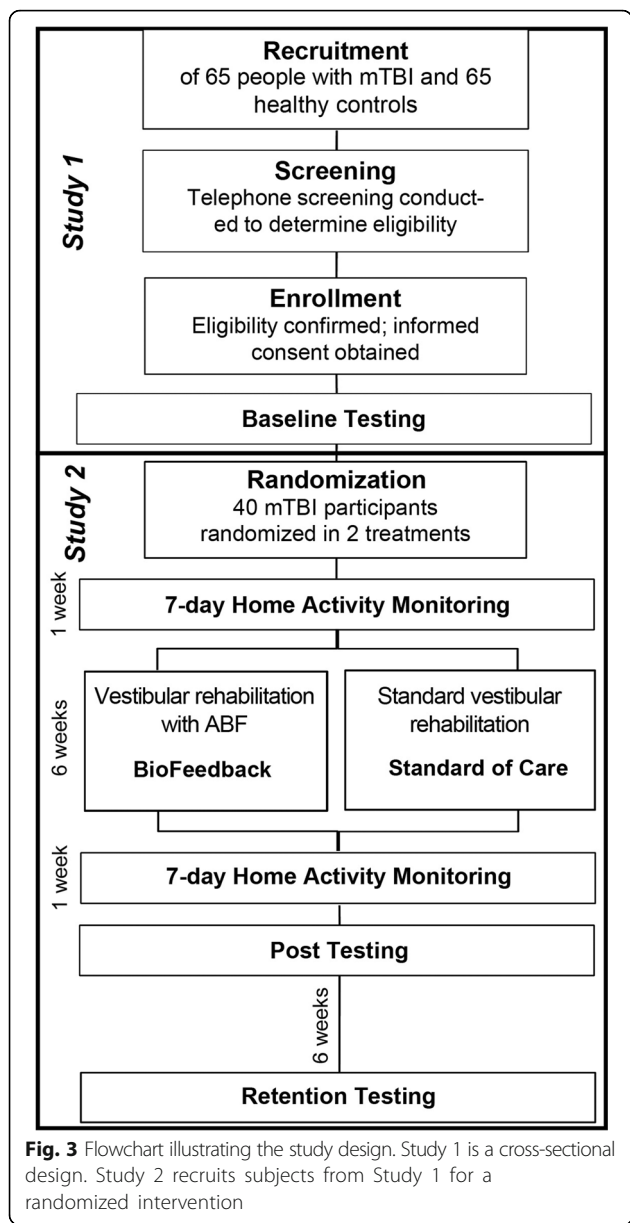 Study 1
Recruitment
of 65 people with mTBI and 65
healthy controls
Screening
Telephone screening conduct-
ed to determine eligibility
Enrollment
Eligibility confirmed; informed
consent obtained
Baseline Testing
Study 2
Randomization
40 mTBI participants
randomized in 2 treatments
1 week
7-day Home Activity Monitoring
6 weeks
Vestibular rehabilitation
with ABF
BioFeedback
Standard vestibular
rehabilitation
Standard of Care
1 week
7-day Home Activity Monitoring
Post Testing
6 weeks
Retention Testing
Fig. 3 Flowchart illustrating the study design. Study 1 is a cross-sectional
design. Study 2 recruits subjects from Study 1 for a
randomized intervention